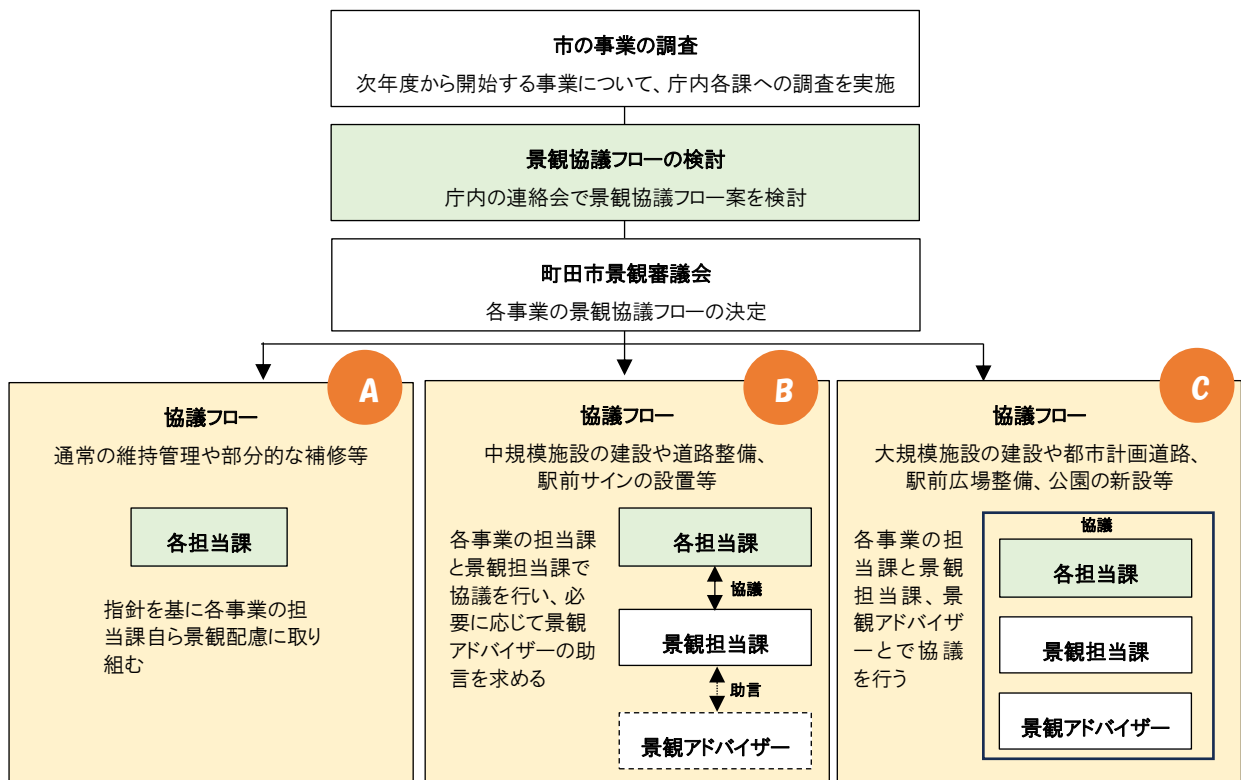 市の事業の調査
次年度から開始する事業について、庁内各課への調査を実施
景観協議フローの検討
庁内の連絡会で景観協議フロー案を検討
町田市景観審議会
各事業の景観協議フローの決定
A
協議フロー
通常の維持管理や部分的な補修等
各担当課
指針を基に各事業の担
当課自ら景観配慮に取り
組む
B
協議フロー
中規模施設の建設や道路整備、
駅前サインの設置等
各事業の担当課
と景観担当課で
協議を行い、必
要に応じて景観
アドバイザーの助
言を求める
各担当課
協議
景観担当課
助言
景観アドバイザー
C
協議フロー
大規模施設の建設や都市計画道路、
駅前広場整備、公園の新設等
各事業の担
当課と景観
担当課、景
観アドバイザ
ーとで協議
を行う
協議
各担当課
景観担当課
景観アドバイザー